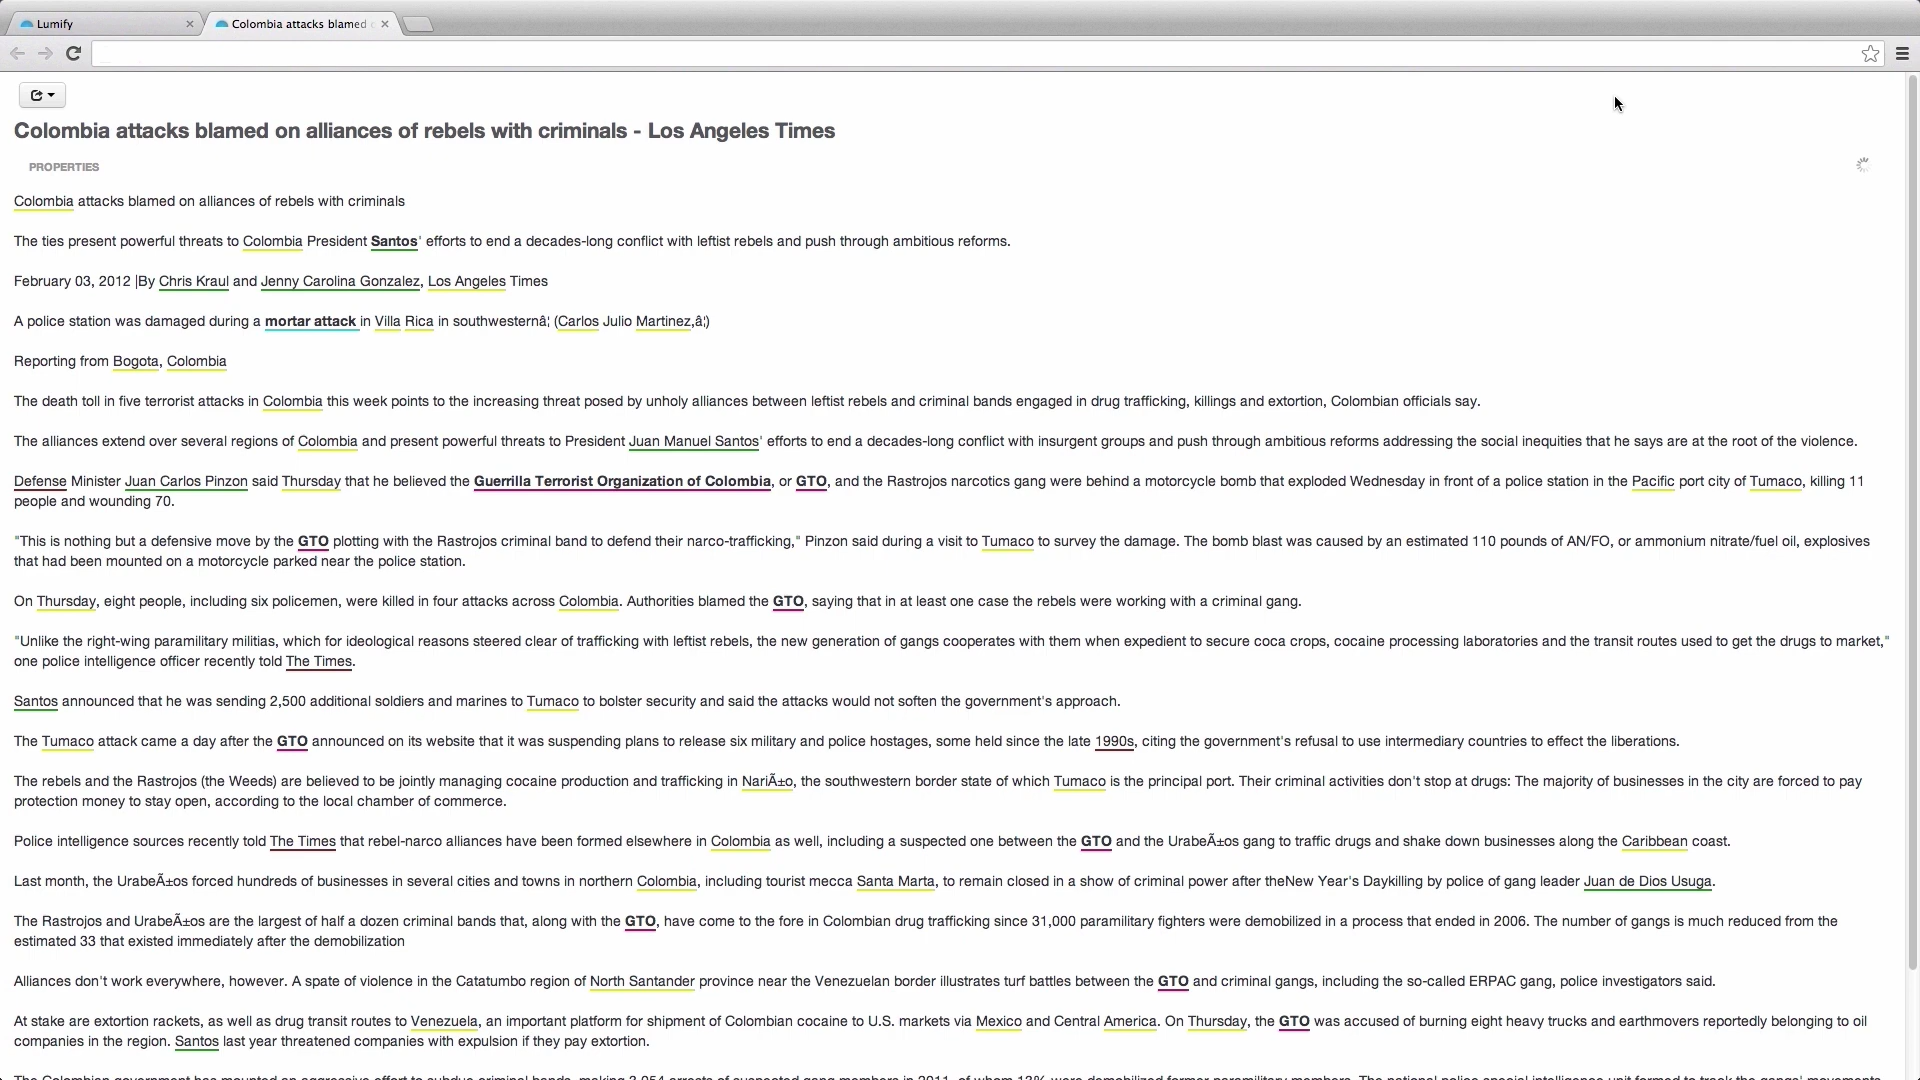 Lumify
Colombia attacks blamed
Colombia attacks blamed on alliances of rebels with criminals - Los Angeles Times
PROPERTIES
Colombia attacks blamed on alliances of rebels with criminals
The ties present powerful threats to Colombia President Santos' efforts to end a decades-long conflict with leftist rebels and push through ambitious reforms.
February 03, 2012 |By Chris Kraul and Jenny Carolina Gonzalez, Los Angeles Times
A police station was damaged during a mortar attack in Villa Rica in southwesternâ¦ (Carlos Julio Martinez,â¦)
Reporting from Bogota, Colombia
The death toll in five terrorist attacks in Colombia this week points to the increasing threat posed by unholy alliances between leftist rebels and criminal bands engaged in drug trafficking, killings and extortion, Colombian officials say.
The alliances extend over several regions of Colombia and present powerful threats to President Juan Manuel Santos' efforts to end a decades-long conflict with insurgent groups and push through ambitious reforms addressing the social inequities that he says are at the root of the violence.
Defense Minister Juan Carlos Pinzon said Thursday that he believed the Guerrilla Terrorist Organization of Colombia, or GTO, and the Rastrojos narcotics gang were behind a motorcycle bomb that exploded Wednesday in front of a police station in the Pacific port city of Tumaco, killing 11
people and wounding 70.
"This is nothing but a defensive move by the GTO plotting with the Rastrojos criminal band to defend their narco-trafficking," Pinzon said during a visit to Tumaco to survey the damage. The bomb blast was caused by an estimated 110 pounds of AN/FO, or ammonium nitrate/fuel oil, explosives
that had been mounted on a motorcycle parked near the police station.
On Thursday, eight people, including six policemen, were killed in four attacks across Colombia. Authorities blamed the GTO, saying that in at least one case the rebels were working with a criminal gang.
"Unlike the right-wing paramilitary militias, which for ideological reasons steered clear of trafficking with leftist rebels, the new generation of gangs cooperates with them when expedient to secure coca crops, cocaine processing laboratories and the transit routes used to get the drugs to market,"
one police intelligence officer recently told The Times.
Santos announced that he was sending 2,500 additional soldiers and marines to Tumaco to bolster security and said the attacks would not soften the government's approach.
The Tumaco attack came a day after the GTO announced on its website that it was suspending plans to release six military and police hostages, some held since the late 1990s, citing the government's refusal to use intermediary countries to effect the liberations.
The rebels and the Rastrojos (the Weeds) are believed to be jointly managing cocaine production and trafficking in NariÃ±o, the southwestern border state of which Tumaco is the principal port. Their criminal activities don't stop at drugs: The majority of businesses in the city are forced to pay
protection money to stay open, according to the local chamber of commerce.
Police intelligence sources recently told The Times that rebel-narco alliances have been formed elsewhere in Colombia as well, including a suspected one between the GTO and the UrabeÃ±os gang to traffic drugs and shake down businesses along the Caribbean coast.
Last month, the UrabeÃ±os forced hundreds of businesses in several cities and towns in northern Colombia, including tourist mecca Santa Marta, to remain closed in a show of criminal power after theNew Year's Daykilling by police of gang leader Juan de Dios Usuga.
The Rastrojos and UrabeÃ±os are the largest of half a dozen criminal bands that, along with the GTO, have come to the fore in Colombian drug trafficking since 31,000 paramilitary fighters were demobilized in a process that ended in 2006. The number of gangs is much reduced from the
estimated 33 that existed immediately after the demobilization
Alliances don't work everywhere, however. A spate of violence in the Catatumbo region of North Santander province near the Venezuelan border illustrates turf battles between the GTO and criminal gangs, including the so-called ERPAC gang, police investigators said.
At stake are extortion rackets, as well as drug transit routes to Venezuela, an important platform for shipment of Colombian cocaine to U.S. markets via Mexico and Central America. On Thursday, the GTO was accused of burning eight heavy trucks and earthmovers reportedly belonging to oil
companies in the region. Santos last year threatened companies with expulsion if they pay extortion.